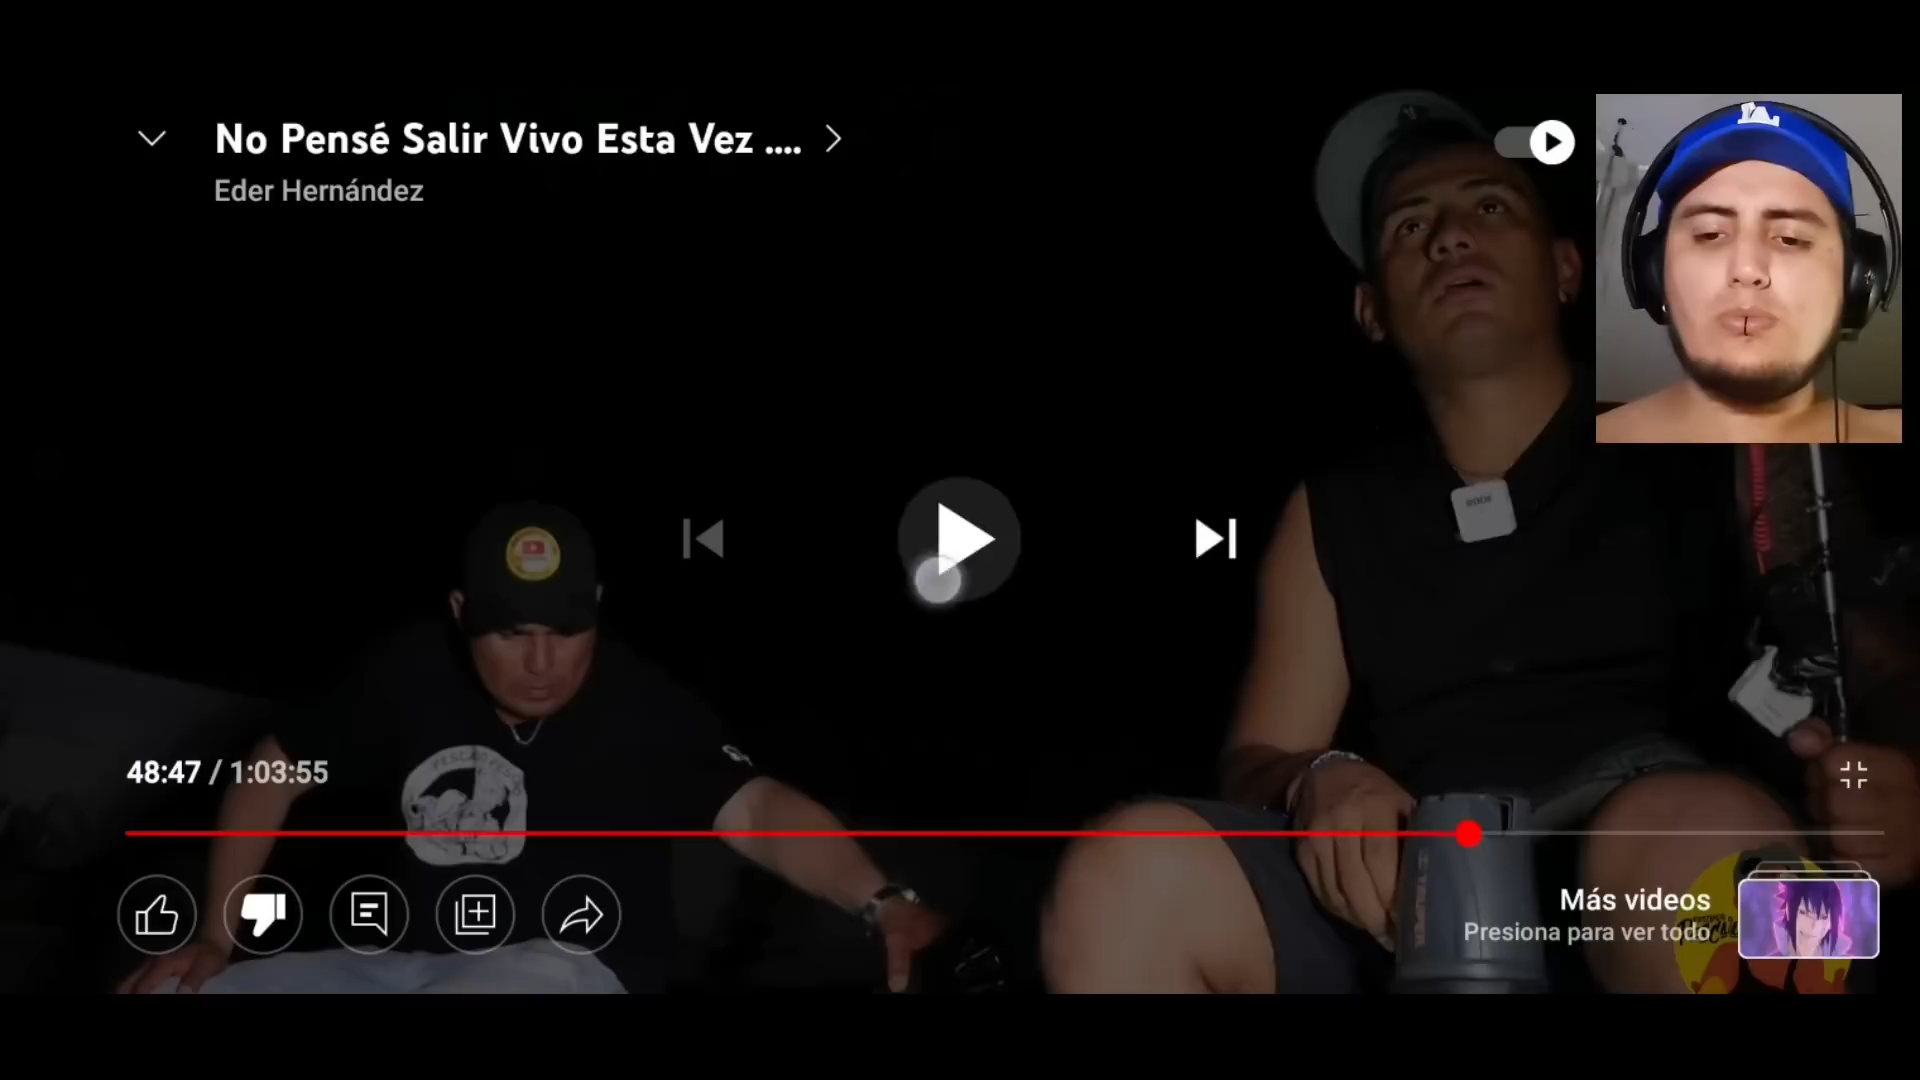 No Pensé Salir Vivo Esta Vez ....
Eder Hernández
RODE
48:47 / 1:03:55
Más videos
Presiona para ver todo